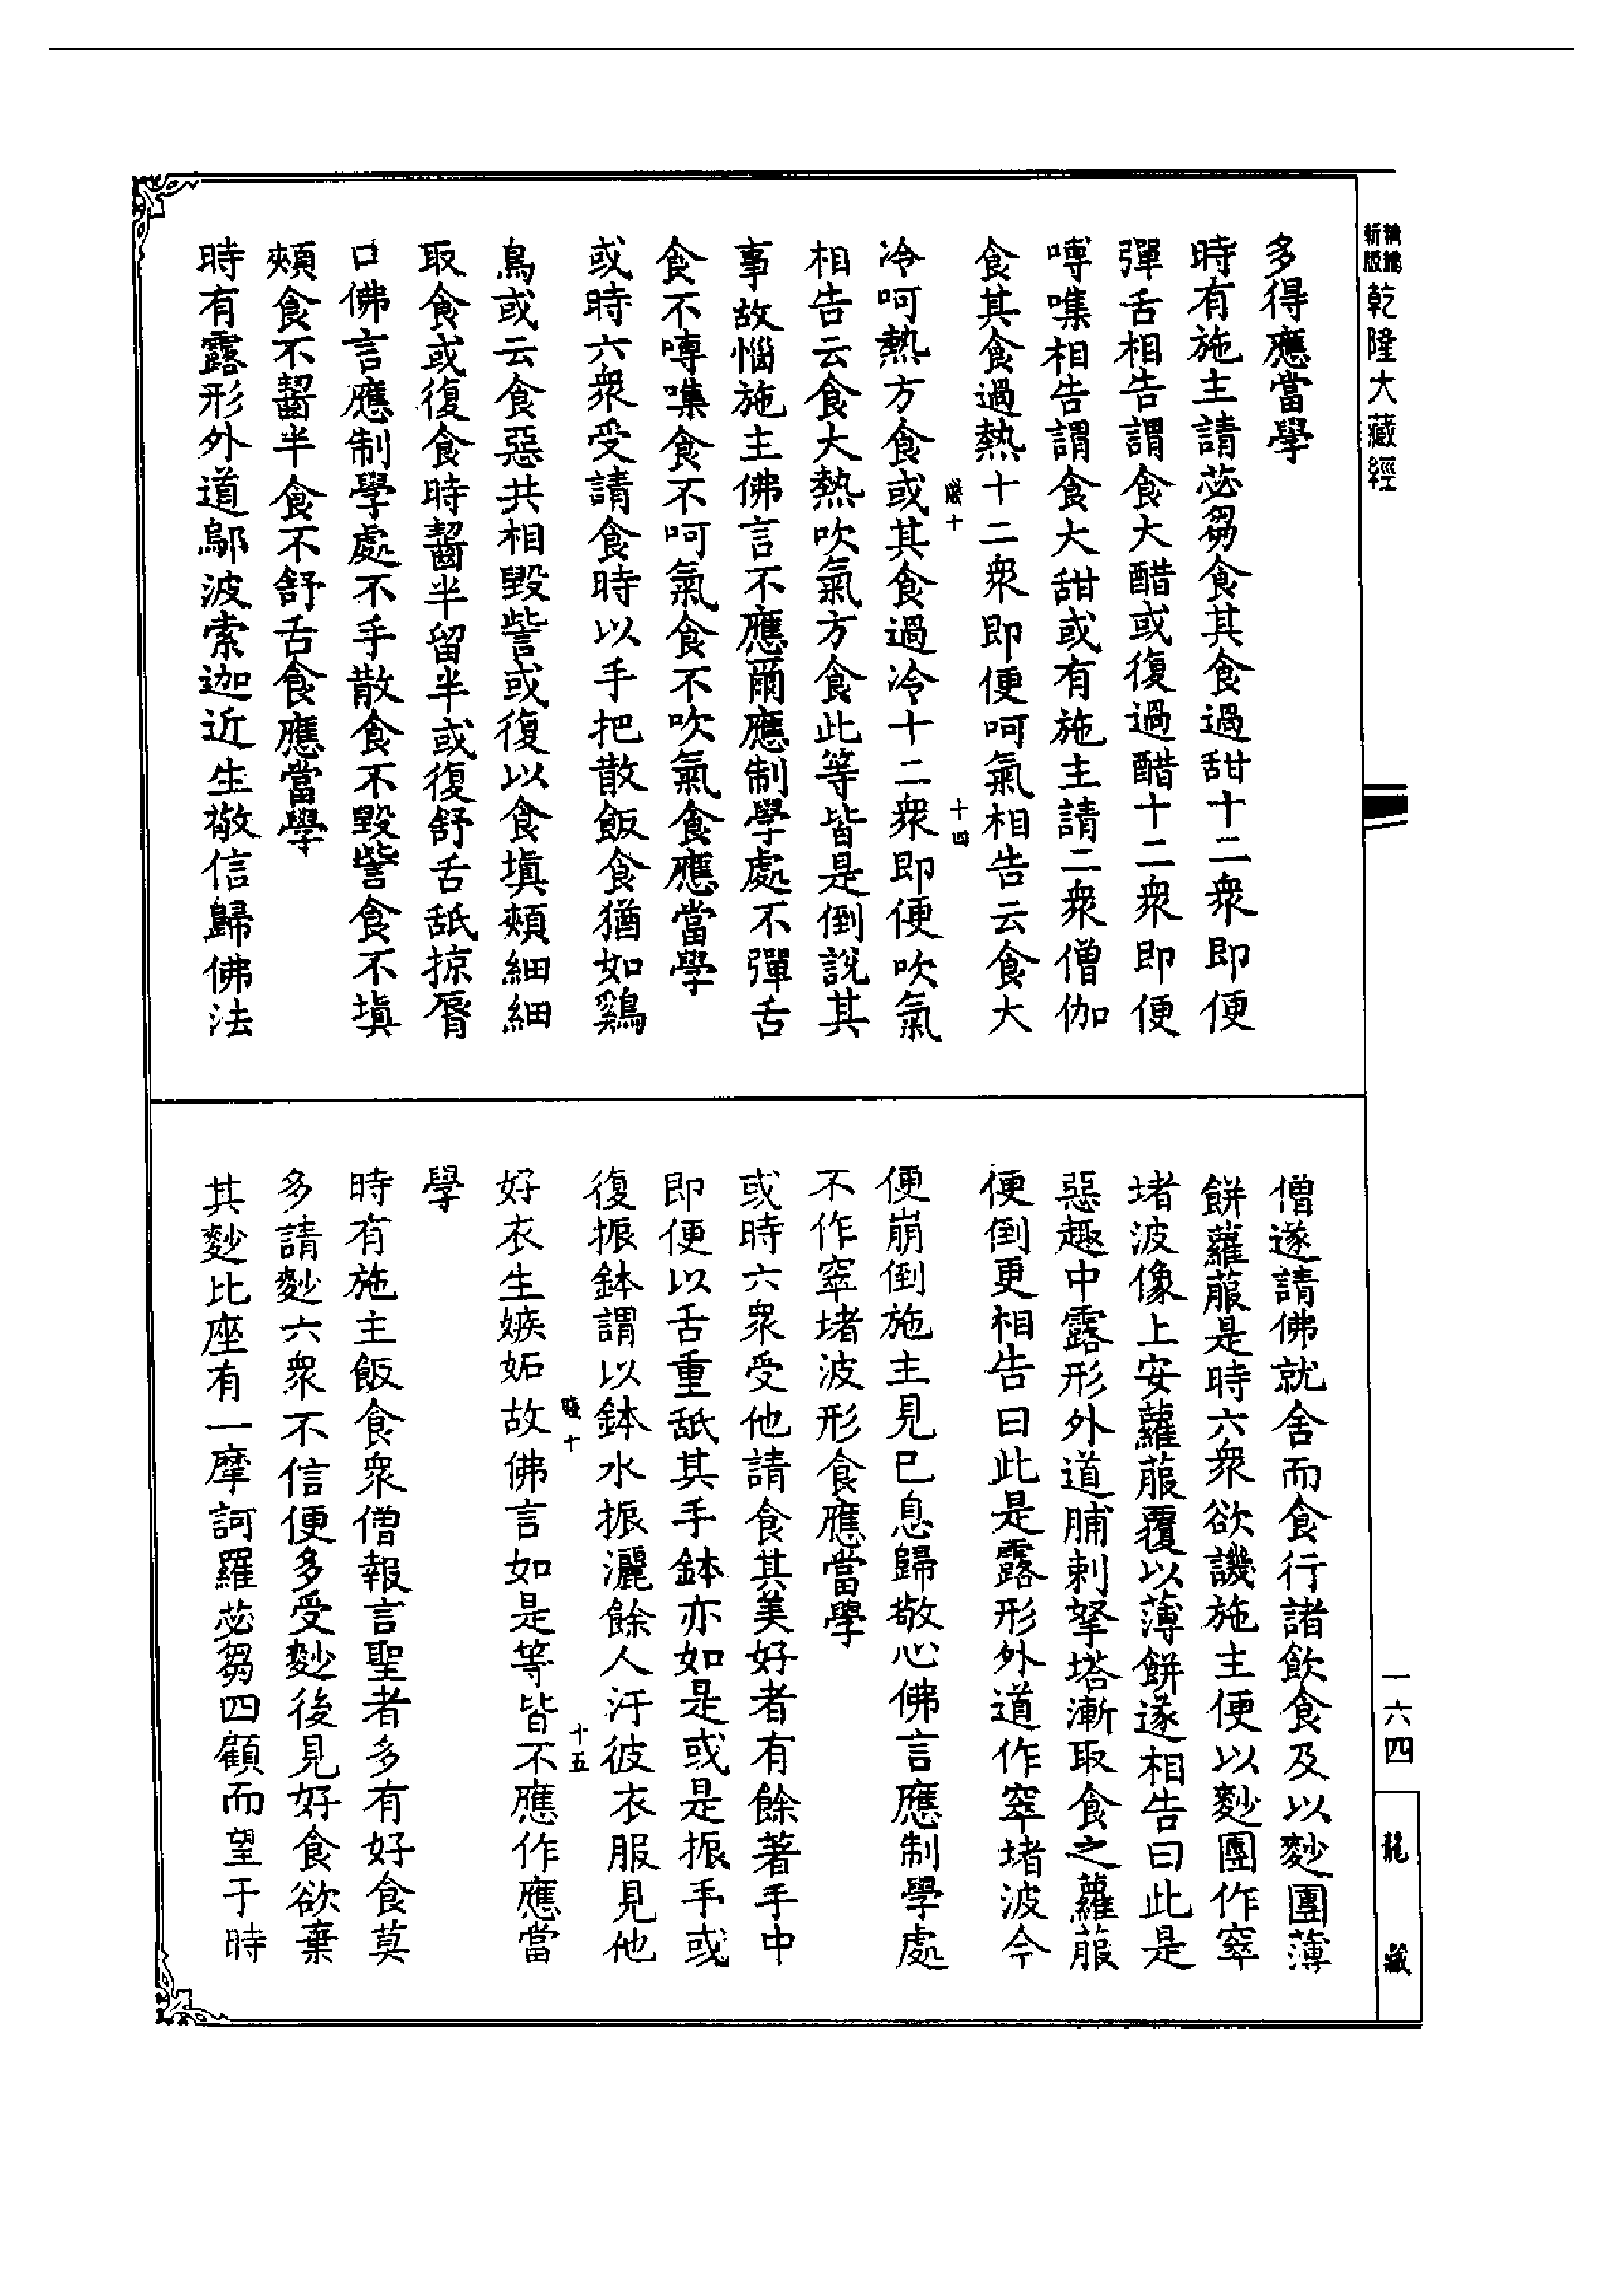 新版
乾隆大藏經
多得應當學
時有施主請苾芻食其食過甜十二衆即便
彈舌相告謂食大醋或復過醋十二衆即便
嚩㗱相告謂食大甜或有施主請二衆僧伽
食其食過熱十二衆即便呵氣相告云食大
冷呵熱方食或其食過冷十二衆即便吹氣
相告云食大熱吹氣方食此等皆是倒說其
事故惱施主佛言不應爾應制學處不彈舌
食不嚩㗱食不呵氣食不吹氣食應當學
或時六衆受請食時以手把散飯食猶如鷄
鳥或云食惡共相毀訾或復以食塡頰細細
取食或復食時齧半留半或復舒舌舐掠脣
口佛言應制學處不手散食不毀訾食不塡
頰食不齧半食不舒舌食應當學
時有露形外道鄔波索迦近生敬信歸佛法
十四
僧遂請佛就舍而食行諸飲食及以麨團薄
餅蘿菔是時六衆欲譏施主便以麨團作窣
堵波像上安蘿菔覆以薄餅遂相告曰此是
惡趣中露形外道脯剌拏塔漸取食之蘿菔
便倒更相告曰此是露形外道作窣堵波今
便崩倒施主見已息歸敬心佛言應制學處
不作窣堵波形食應當學
或時六衆受他請食其美好者有餘著手中
即便以舌重舐其手鉢亦如是或是振手或
復振鉢謂以鉢水振灑餘人汙彼衣服見他
好衣生嫉妬故佛言如是等皆不應作應當
學
時有施主飯食衆僧報言聖者多有好食莫
多請麨六衆不信便多受麨後見好食欲棄
其麨比座有一摩訶羅苾芻四顧而望于時
十五
一六四
龍藏